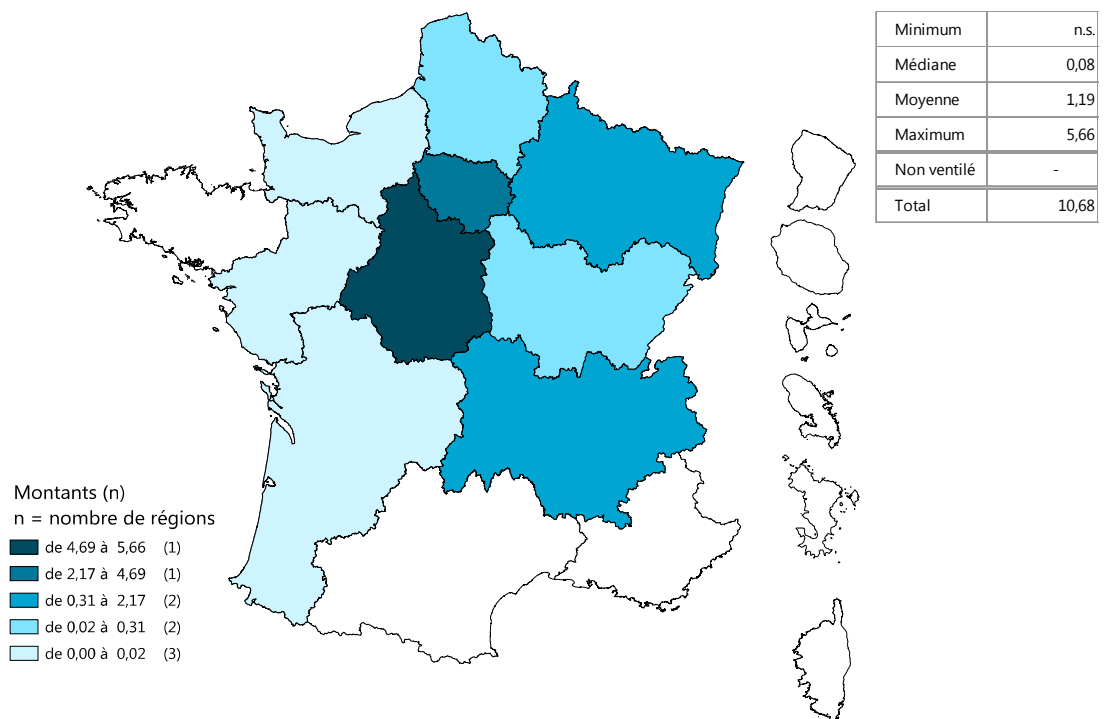 Minimum n.s.
Médiane 0,08
Moyenne 1,19
Maximum 5,66
Non ventilé -
Total 10,68
Montants (n)
n = nombre de régions
de 4,69 à 5,66 (1)
de 2,17 à 4,69 (1)
de 0,31 à 2,17 (2)
de 0,02 à 0,31 (2)
de 0,00 à 0,02 (3)